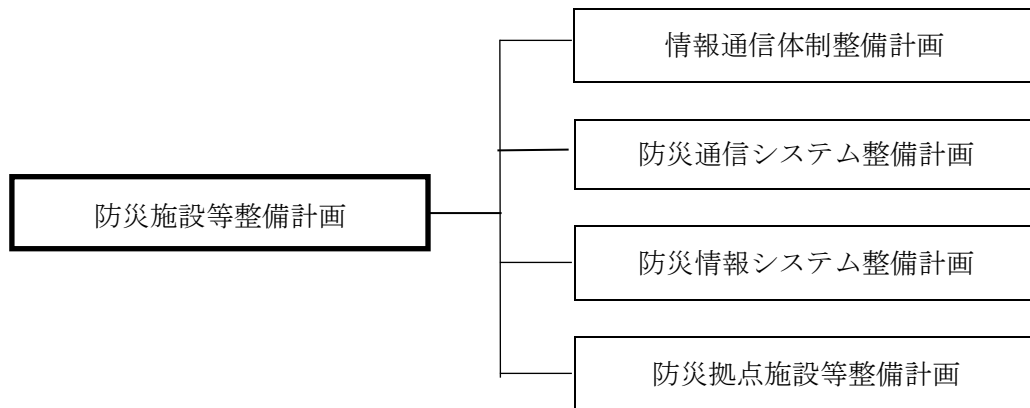 防災施設等整備計画
情報通信体制整備計画
防災通信システム整備計画
防災情報システム整備計画
防災拠点施設等整備計画